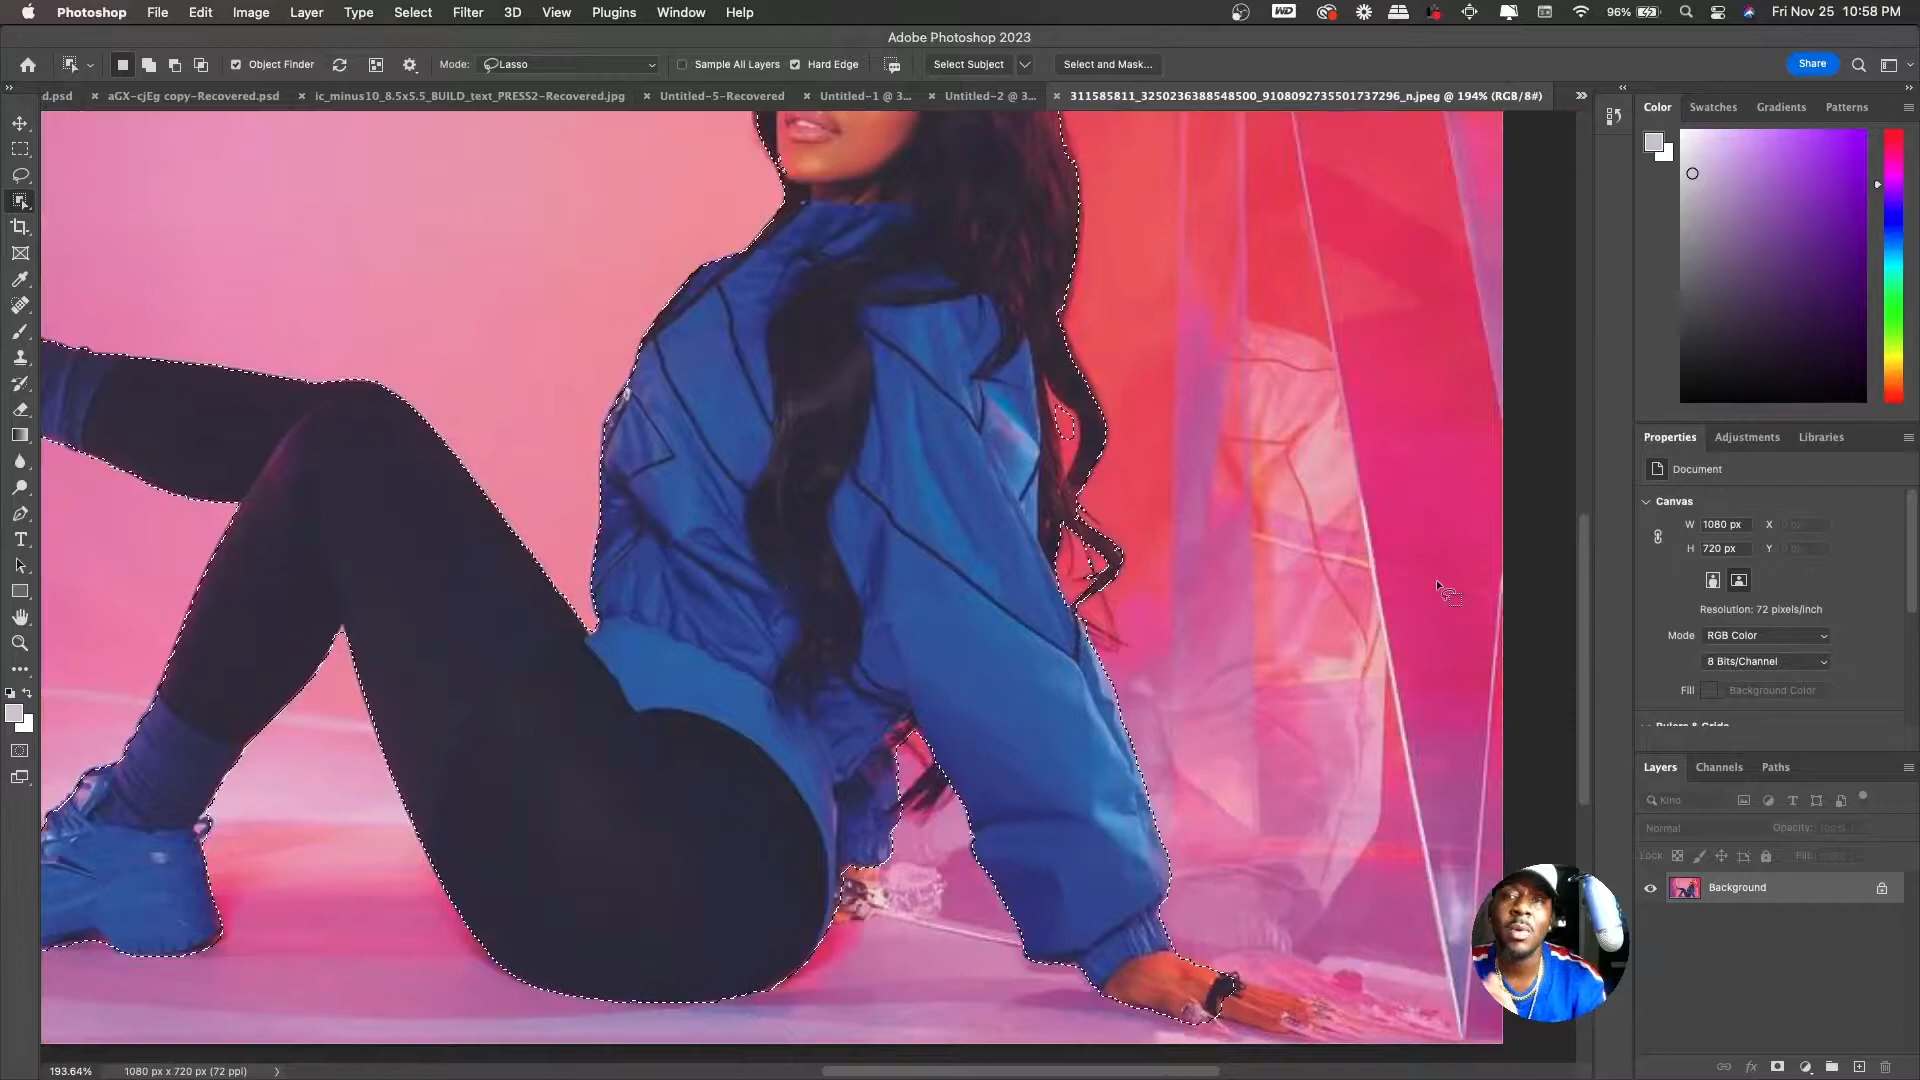 Photoshop File Edit Image Layer Type Select Filter 3D View Plugins Window Help
WD
96%
Fri Nov 25 10:58 PM
Adobe Photoshop 2023
Object Finder
Mode: Lasso
Sample All Layers
Hard Edge
Select Subject
Select and Mask...
Share
d.psd × aGX-cjEg copy-Recovered.psd × ic_minus10_8.5x5.5_BUILD_text_PRESS2-Recovered.jpg × Untitled-5-Recovered × Untitled-1 @ 3... × Untitled-2 @ 3... × 311585811_3250236388548500_9108092735501737296_n.jpeg @ 194% (RGB/8#)
Color Swatches Gradients Patterns
Properties Adjustments Libraries
Document
Canvas
W 1080 px X 0 px
H 720 px Y 0 px
Resolution: 72 pixels/inch
Mode RGB Color
8 Bits/Channel
Fill Background Color
Rulers & Grids
Layers Channels Paths
Kind
Normal Opacity: 100%
Lock: Fill: 100%
Background
193.64% 1080 px x 720 px (72 ppi)